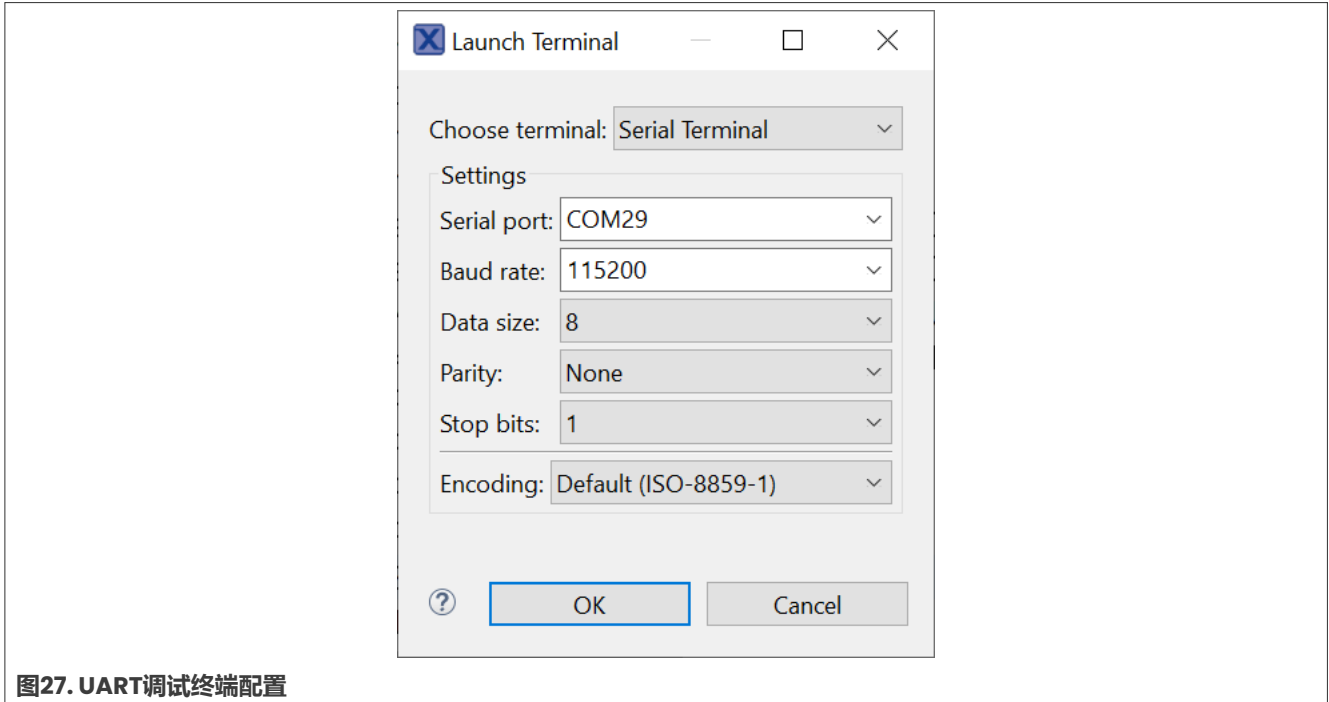 Launch Terminal
Choose terminal: Serial Terminal
Settings
Serial port: COM29
Baud rate: 115200
Data size: 8
Parity: None
Stop bits: 1
Encoding: Default (ISO-8859-1)
? OK Cancel
图27. UART调试终端配置